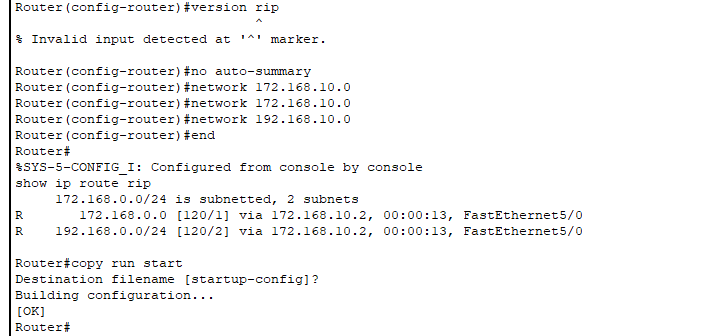 Router(config-router)#version rip
^
% Invalid input detected at '^' marker.
Router(config-router)#no auto-summary
Router(config-router)#network 172.168.10.0
Router(config-router)#network 172.168.10.0
Router(config-router)#network 192.168.10.0
Router(config-router)#end
Router#
%SYS-5-CONFIG_I: Configured from console by console
show ip route rip
172.168.0.0/24 is subnetted, 2 subnets
R 172.168.0.0 [120/1] via 172.168.10.2, 00:00:13, FastEthernet5/0
R 192.168.0.0/24 [120/2] via 172.168.10.2, 00:00:13, FastEthernet5/0
Router#copy run start
Destination filename [startup-config]?
Building configuration...
[OK]
Router#